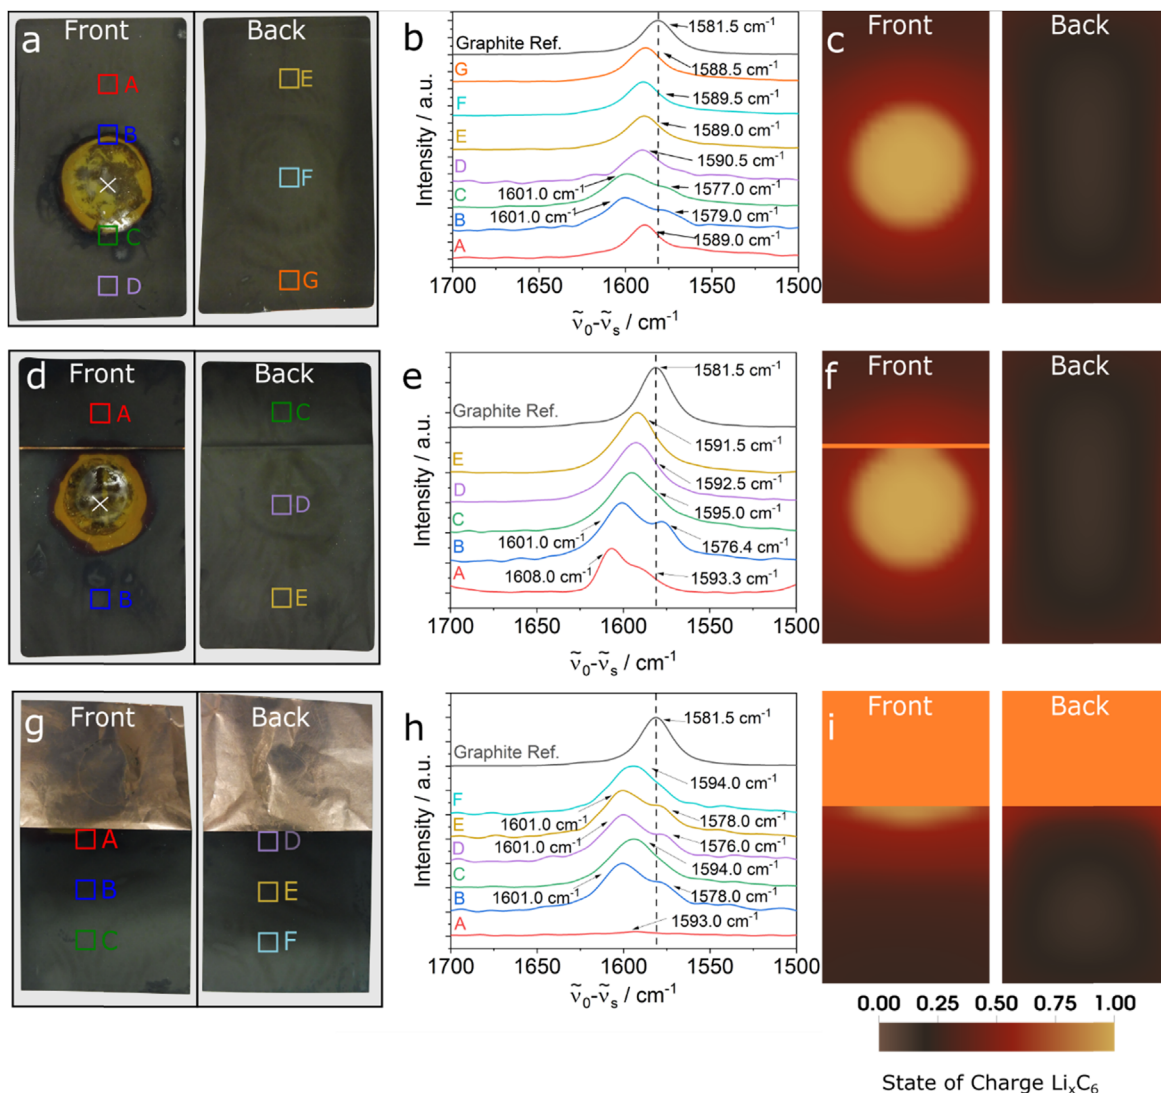 a
Front
Back
A
B
C
D
E
F
G
b
Intensity / a.u.
Graphite Ref.
1581.5 cm-1
G
1588.5 cm-1
F
1589.5 cm-1
E
1589.0 cm-1
D
1590.5 cm-1
C
1601.0 cm-1
1577.0 cm-1
B
1601.0 cm-1
1579.0 cm-1
A
1589.0 cm-1
1700
1650
1600
1550
1500
ṽ0-ṽs / cm-1
c
Front
Back
d
Front
Back
A
B
C
D
E
e
Intensity / a.u.
1581.5 cm-1
Graphite Ref.
E
1591.5 cm-1
D
1592.5 cm-1
C
1595.0 cm-1
B
1601.0 cm-1
1576.4 cm-1
A
1608.0 cm-1
1593.3 cm-1
1700
1650
1600
1550
1500
ṽ0-ṽs / cm-1
f
Front
Back
g
Front
Back
A
B
C
D
E
F
h
Intensity / a.u.
1581.5 cm-1
Graphite Ref.
F
1594.0 cm-1
E
1601.0 cm-1
1578.0 cm-1
D
1601.0 cm-1
1576.0 cm-1
C
1594.0 cm-1
B
1601.0 cm-1
1578.0 cm-1
A
1593.0 cm-1
1700
1650
1600
1550
1500
ṽ0-ṽs / cm-1
i
Front
Back
0.00 0.25 0.50 0.75 1.00
State of Charge LixC6